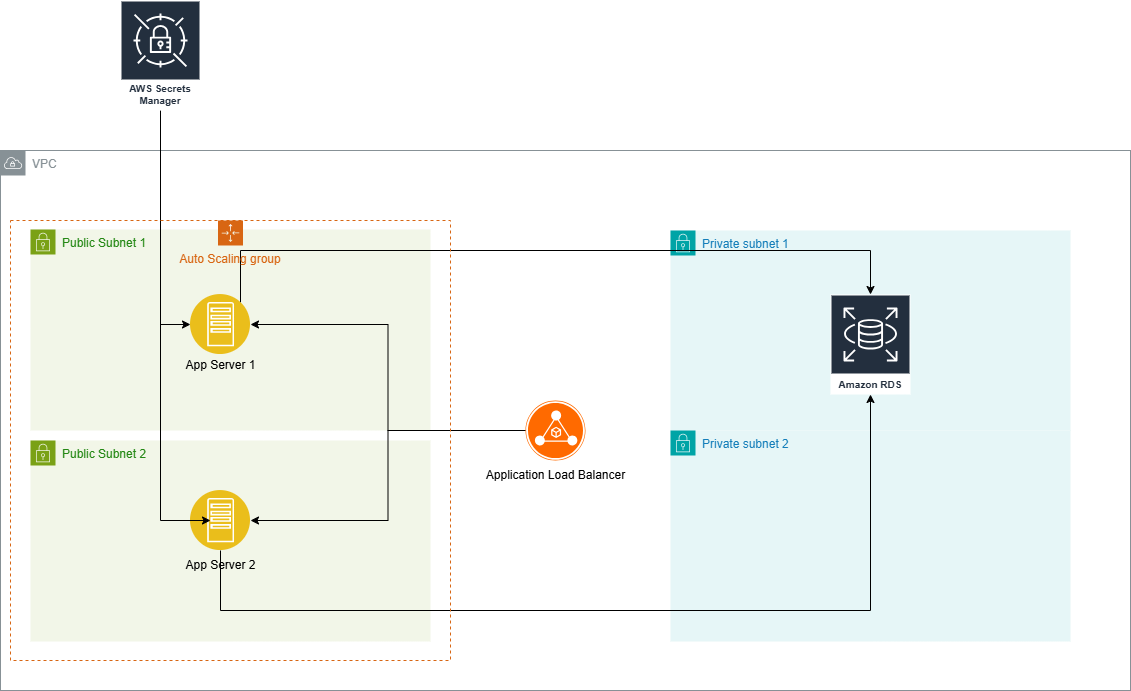 AWS Secrets
Manager
VPC
Public Subnet 1
Auto Scaling group
Private subnet 1
App Server 1
Amazon RDS
Public Subnet 2
Private subnet 2
Application Load Balancer
App Server 2